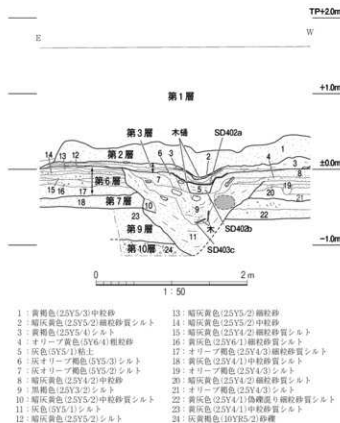 TP+2.0m
E
W
第1層
+1.0m
第3層
木樋
SD402a
第2層
±0.0m
第6層
第9層
木
SD402b
第10層
SD403c
-1.0m
0
2 m
1 : 50
1 : 黄褐色(2.5Y5/3)中粒砂
2 : 暗灰黄色(2.5Y5/2)細粒砂質シルト
3 : 黄褐色(2.5Y5/4)シルト
4 : オリーブ黄色(5Y6/4)粗粒砂
5 : 灰色(5Y5/1)粘土
6 : 灰オリーブ褐色(5Y5/3)シルト
7 : 灰オリーブ褐色(5Y5/2)シルト
8 : 暗灰黄色(2.5Y4/2)中粒砂
9 : 黒褐色(2.5Y3/2)シルト
10 : 暗灰黄色(2.5Y5/2)中粒砂質シルト
11 : 灰色(5Y5/1)シルト
12 : 暗灰黄色(2.5Y5/2)シルト
13 : 暗灰黄色(2.5Y5/2)細粒砂
14 : 暗灰黄色(2.5Y5/2)中粒砂
15 : 暗灰黄色(2.5Y4/2)細粒砂質シルト
16 : 黄灰色(2.5Y6/1)細粒砂質シルト
17 : オリーブ褐色(2.5Y4/3)細粒砂質シルト
18 : 黄灰色(2.5Y4/1)中粒砂質シルト
19 : オリーブ褐色(2.5Y4/3)シルト
20 : 暗灰黄色(2.5Y4/2)細粒砂質シルト
21 : オリーブ褐色(2.5Y4/3)シルト
22 : 黄灰色(2.5Y4/1)偽礫混り細粒砂質シルト
23 : 黄灰色(2.5Y4/1)中粒砂質シルト
24 : 灰黄褐色(10YR5/2)砂礫